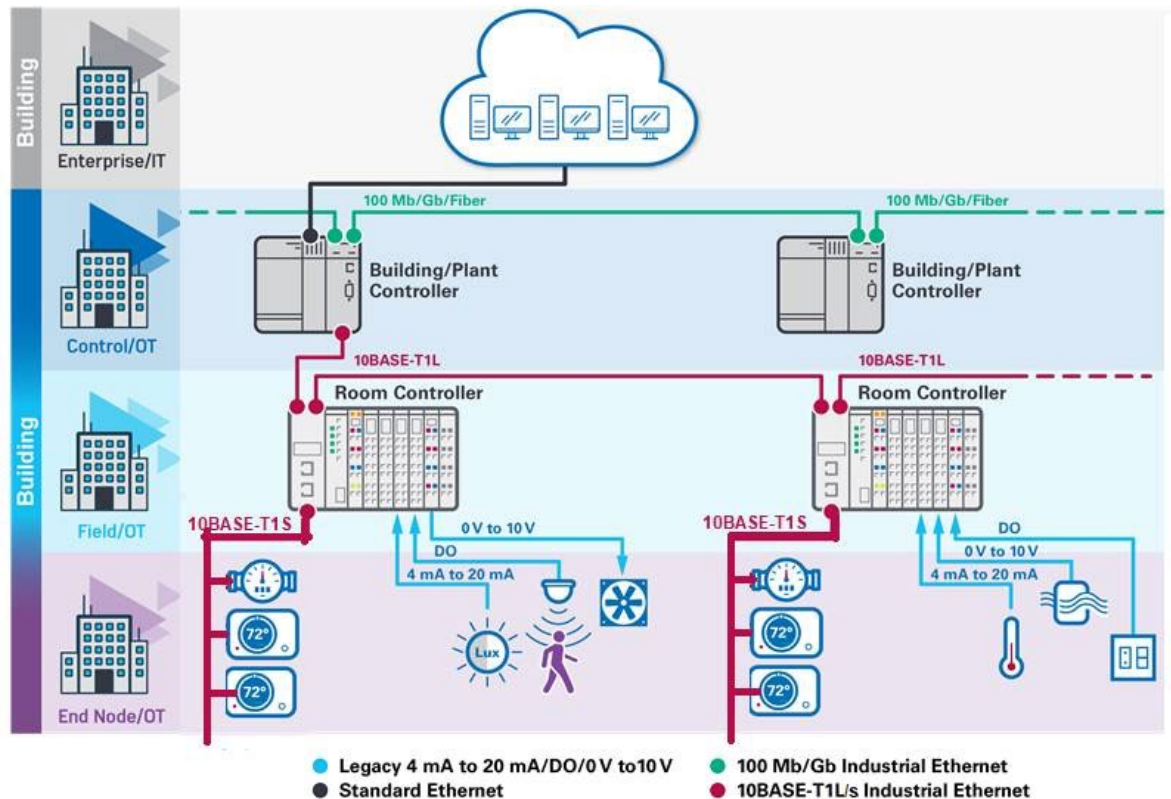 Building
Enterprise/IT
100 Mb/Gb/Fiber
100 Mb/Gb/Fiber
Building/Plant
Controller
Building/Plant
Controller
Control/OT
10BASE-T1L
10BASE-T1L
Building
Room Controller
Room Controller
Field/OT
10BASE-T1S
0 V to 10 V
DO
4 mA to 20 mA
10BASE-T1S
DO
0 V to 10 V
4 mA to 20 mA
72°
72°
Lux
72°
72°
End Node/OT
Legacy 4 mA to 20 mA/DO/0 V to10 V
100 Mb/Gb Industrial Ethernet
Standard Ethernet
10BASE-T1L/s Industrial Ethernet